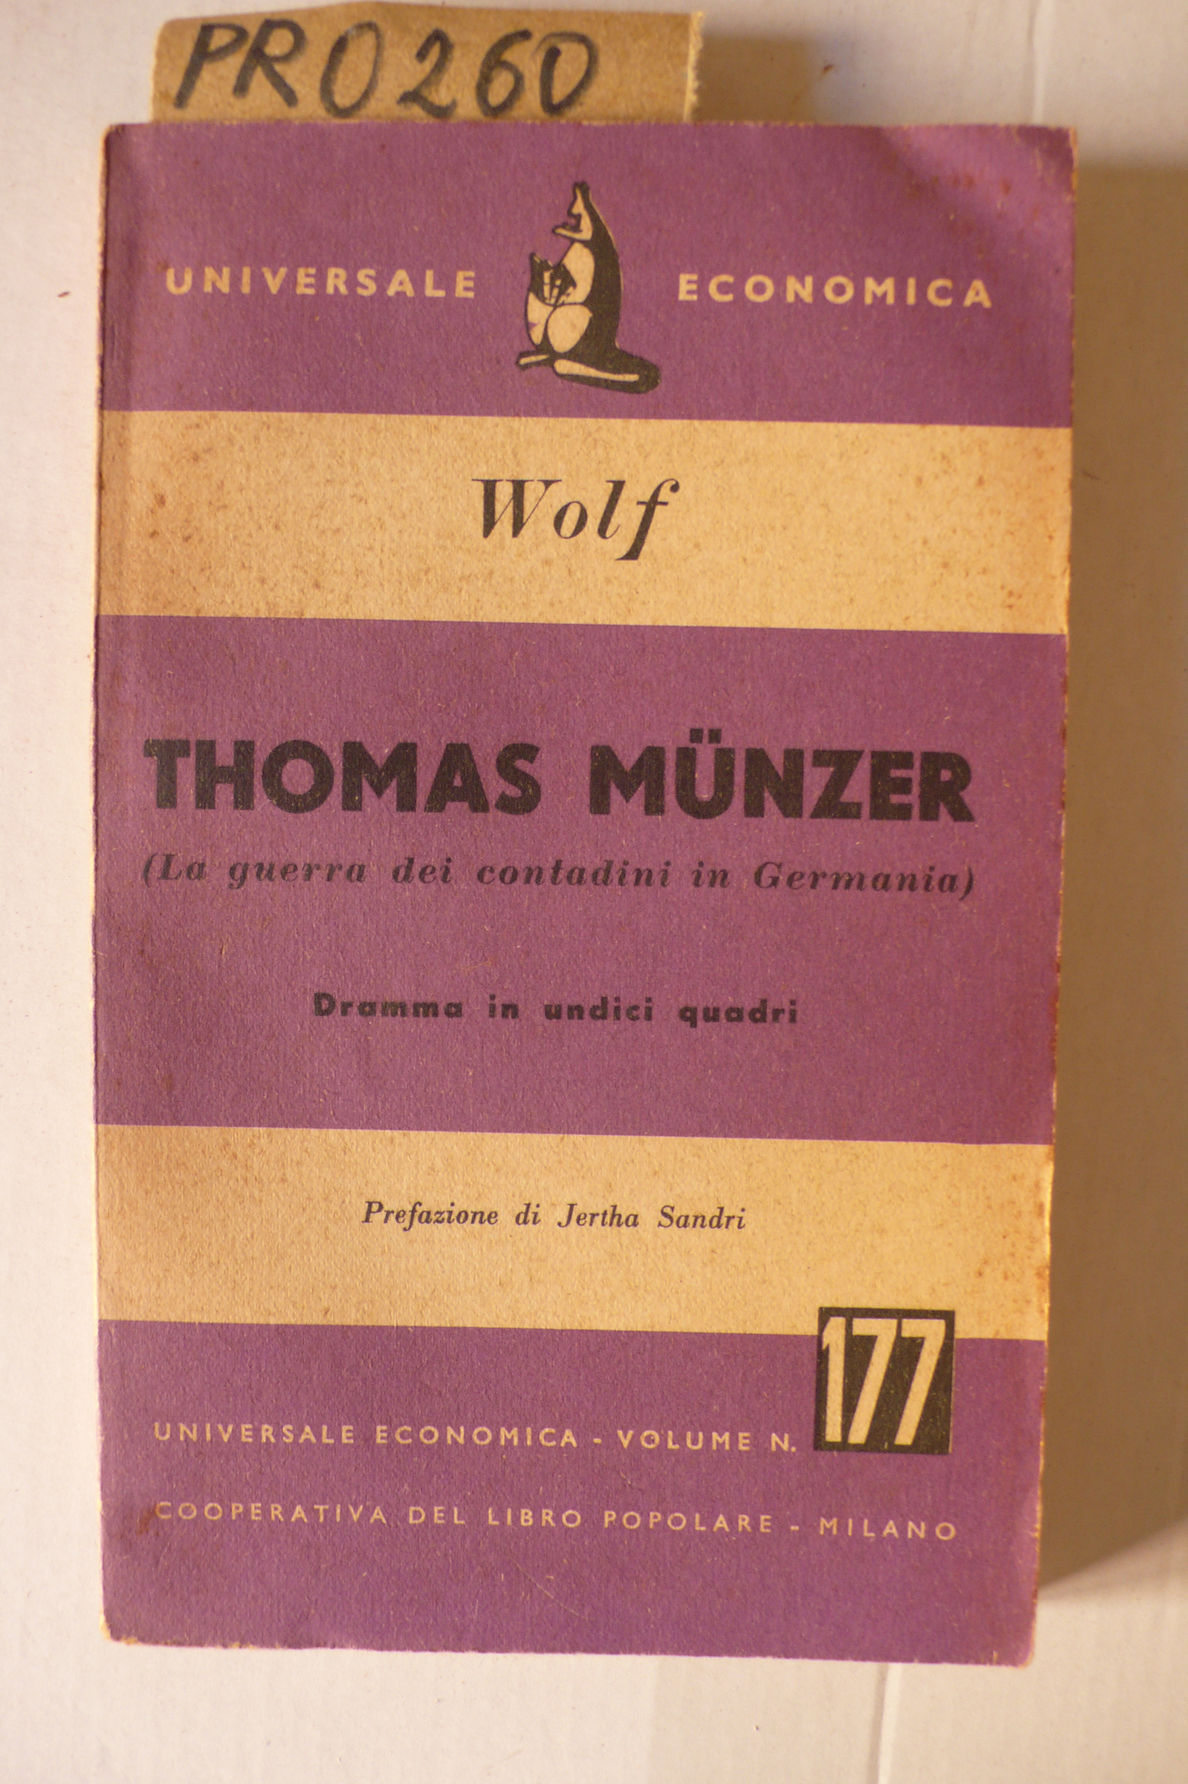 PRO260
UNIVERSALE ECONOMICA
Wolf
THOMAS MÜNZER
(La guerra dei contadini in Germania)
Dramma in undici quadri
Prefazione di Jertha Sandri
UNIVERSALE ECONOMICA - VOLUME N. 177
COOPERATIVA DEL LIBRO POPOLARE - MILANO